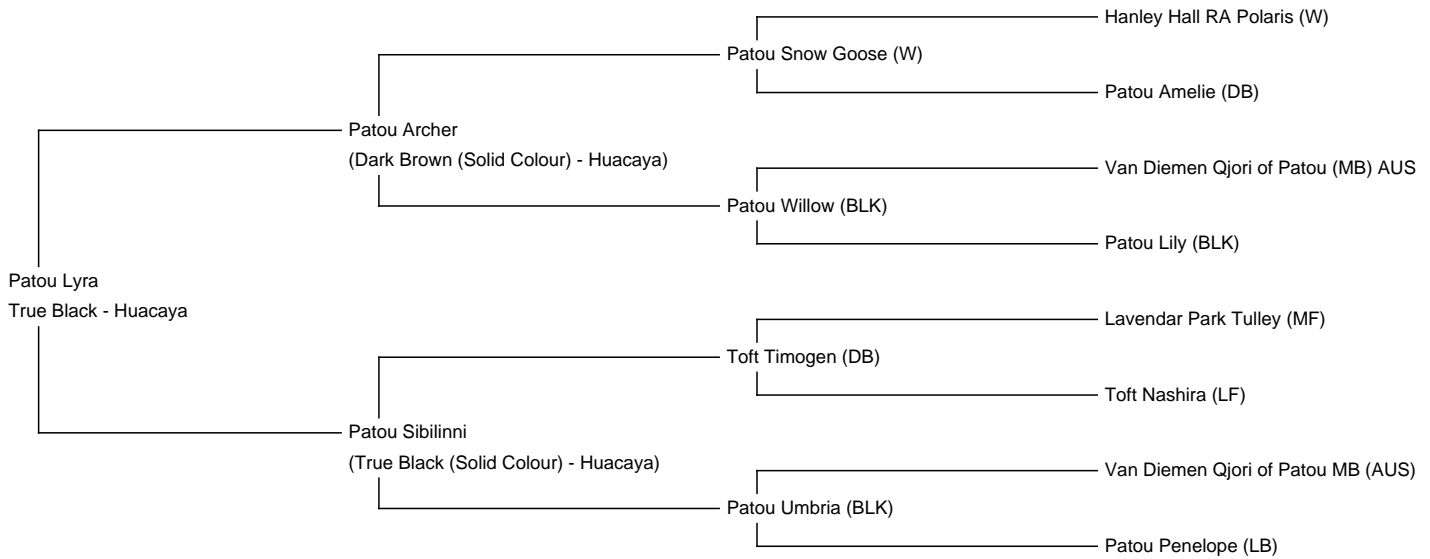 Hanley Hall RA Polaris (W)
Patou Snow Goose (W)
Patou Amelie (DB)
Patou Archer
(Dark Brown (Solid Colour) - Huacaya)
Van Diemen Qjori of Patou (MB) AUS
Patou Willow (BLK)
Patou Lily (BLK)
Patou Lyra
True Black - Huacaya
Lavendar Park Tulley (MF)
Toft Timogen (DB)
Toft Nashira (LF)
Patou Sibilinni
(True Black (Solid Colour) - Huacaya)
Van Diemen Qjori of Patou MB (AUS)
Patou Umbria (BLK)
Patou Penelope (LB)